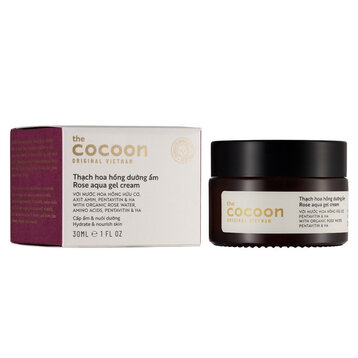 the
cocoon
ORIGINAL VIETNAM
Thạch hoa hồng dưỡng ẩm
Rose aqua gel cream
VỚI NƯỚC HOA HỒNG HỮU CƠ,
AXIT AMIN, PENTAVITIN & HA
WITH ORGANIC ROSE WATER,
AMINO ACIDS, PENTAVITIN & HA
Cấp ẩm & nuôi dưỡng
Hydrate & nourish skin
30ML ℮ 1 FL OZ
the
cocoon
ORIGINAL VIETNAM
Thạch hoa hồng dưỡng ẩm
Rose aqua gel cream
VỚI NƯỚC HOA HỒNG HỮU CƠ,
AXIT AMIN, PENTAVITIN & HA
WITH ORGANIC ROSE WATER,
PENTAVITIN & HA